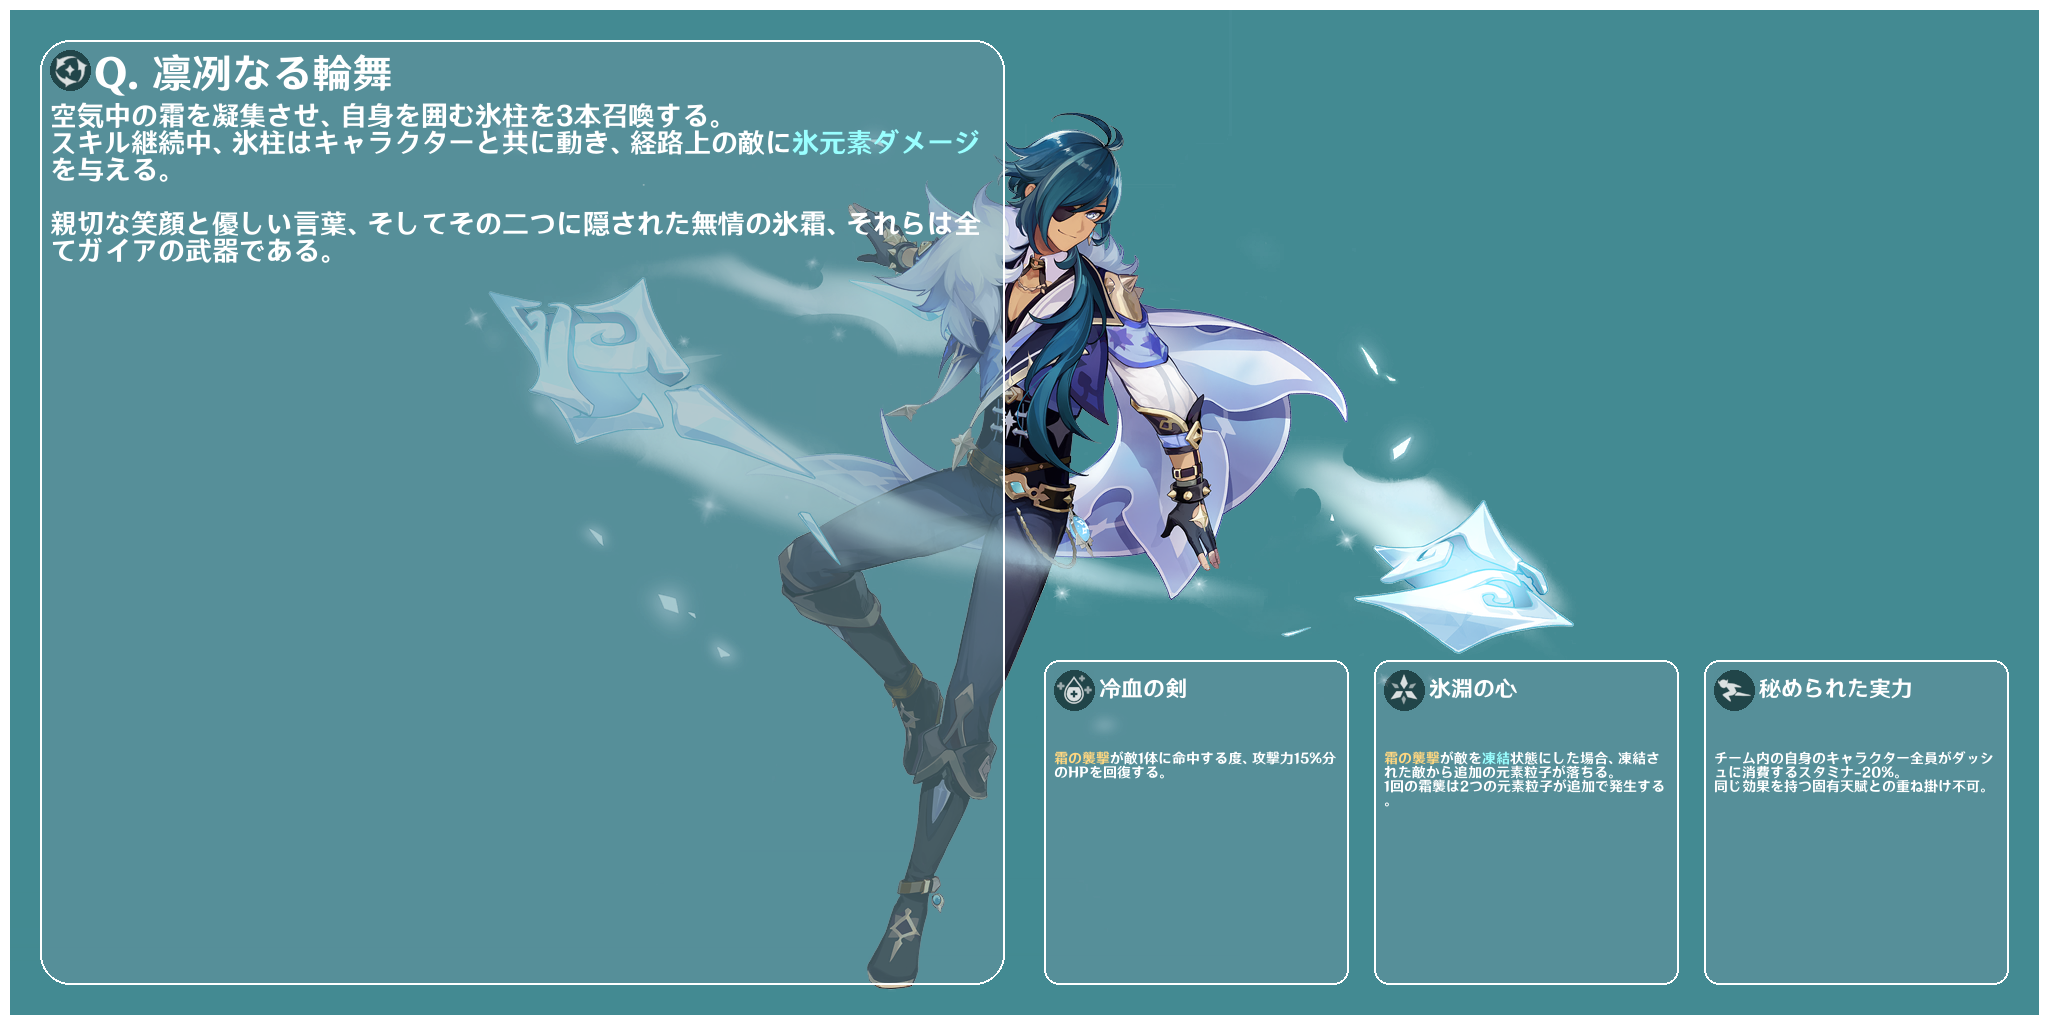 Q. 凛冽なる輪舞
空気中の霜を凝集させ、自身を囲む氷柱を3本召喚する。
スキル継続中、氷柱はキャラクターと共に動き、経路上の敵に氷元素ダメージ
を与える。
親切な笑顔と優しい言葉、そしてその二つに隠された無情の氷霜、それらは全
てガイアの武器である。
冷血の剣
霜の襲撃が敵1体に命中する度、攻撃力15%分
のHPを回復する。
氷淵の心
霜の襲撃が敵を凍結状態にした場合、凍結さ
れた敵から追加の元素粒子が落ちる。
1回の霜襲は2つの元素粒子が追加で発生する
。
秘められた実力
チーム内の自身のキャラクター全員がダッシ
ュに消費するスタミナ-20%。
同じ効果を持つ固有天賦との重ね掛け不可。